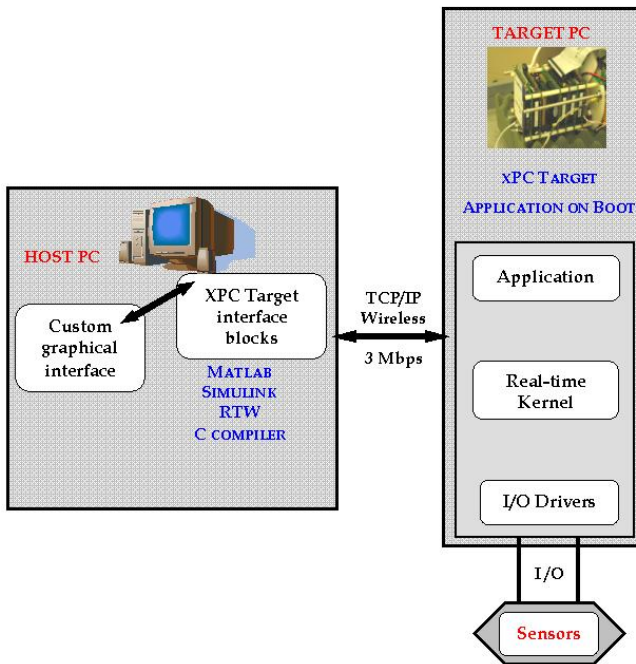 HOST PC
Custom
graphical
interface
XPC Target
interface
blocks
MATLAB
SIMULINK
RTW
C COMPILER
TCP/IP
Wireless
3 Mbps
TARGET PC
XPC TARGET
APPLICATION ON BOOT
Application
Real-time
Kernel
I/O Drivers
I/O
Sensors